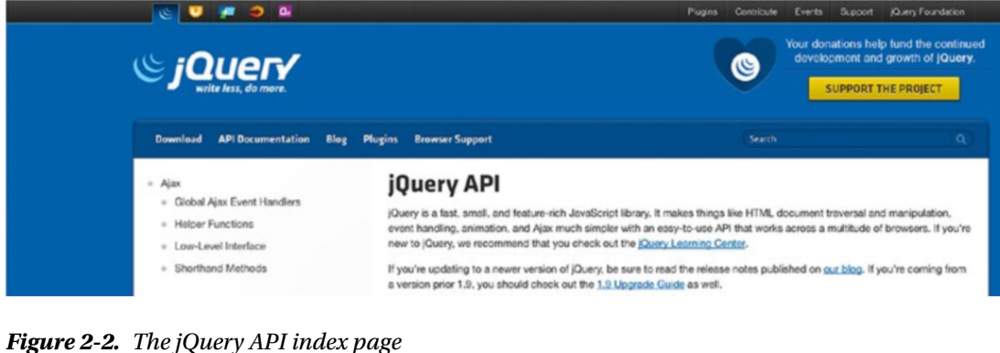 Plugins Contribute Events Support jQuery Foundation
jQuery
write less, do more.
Your donations help fund the continued
development and growth of jQuery.
SUPPORT THE PROJECT
Download API Documentation Blog Plugins Browser Support Search
Ajax
Global Ajax Event Handlers
Helper Functions
Low-Level Interface
Shorthand Methods
jQuery API
jQuery is a fast, small, and feature-rich JavaScript library. It makes things like HTML document traversal and manipulation,
event handling, animation, and Ajax much simpler with an easy-to-use API that works across a multitude of browsers. If you're
new to jQuery, we recommend that you check out the jQuery Learning Center.
If you're updating to a newer version of jQuery, be sure to read the release notes published on our blog. If you're coming from
a version prior 1.9, you should check out the 1.9 Upgrade Guide as well.
Figure 2-2. The jQuery API index page